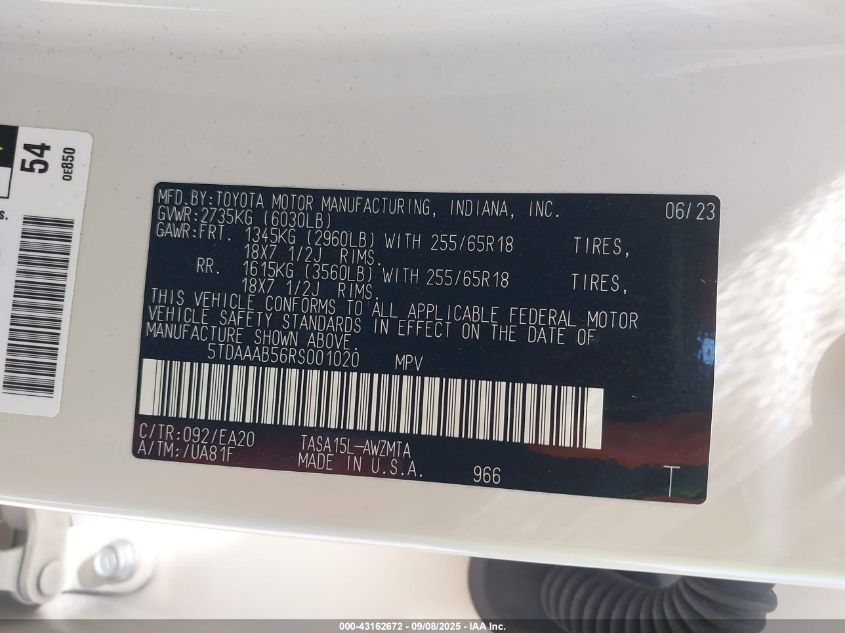 54
OE850
s.
MFD.BY:TOYOTA MOTOR MANUFACTURING, INDIANA, INC. 06/23
GVWR:2735KG (6030LB)
GAWR:FRT. 1345KG (2960LB) WITH 255/65R18 TIRES,
18X7 1/2J RIMS.
RR. 1615KG (3560LB) WITH 255/65R18 TIRES,
18X7 1/2J RIMS.
THIS VEHICLE CONFORMS TO ALL APPLICABLE FEDERAL MOTOR
VEHICLE SAFETY STANDARDS IN EFFECT ON THE DATE OF
MANUFACTURE SHOWN ABOVE.
5TDAAAB56RS001020 MPV
C/TR:092/EA20 TASA15L-AWZMTA
A/TM:/UA81F MADE IN U.S.A. 966 T
000-43162672 - 09/08/2025 - IAA Inc.